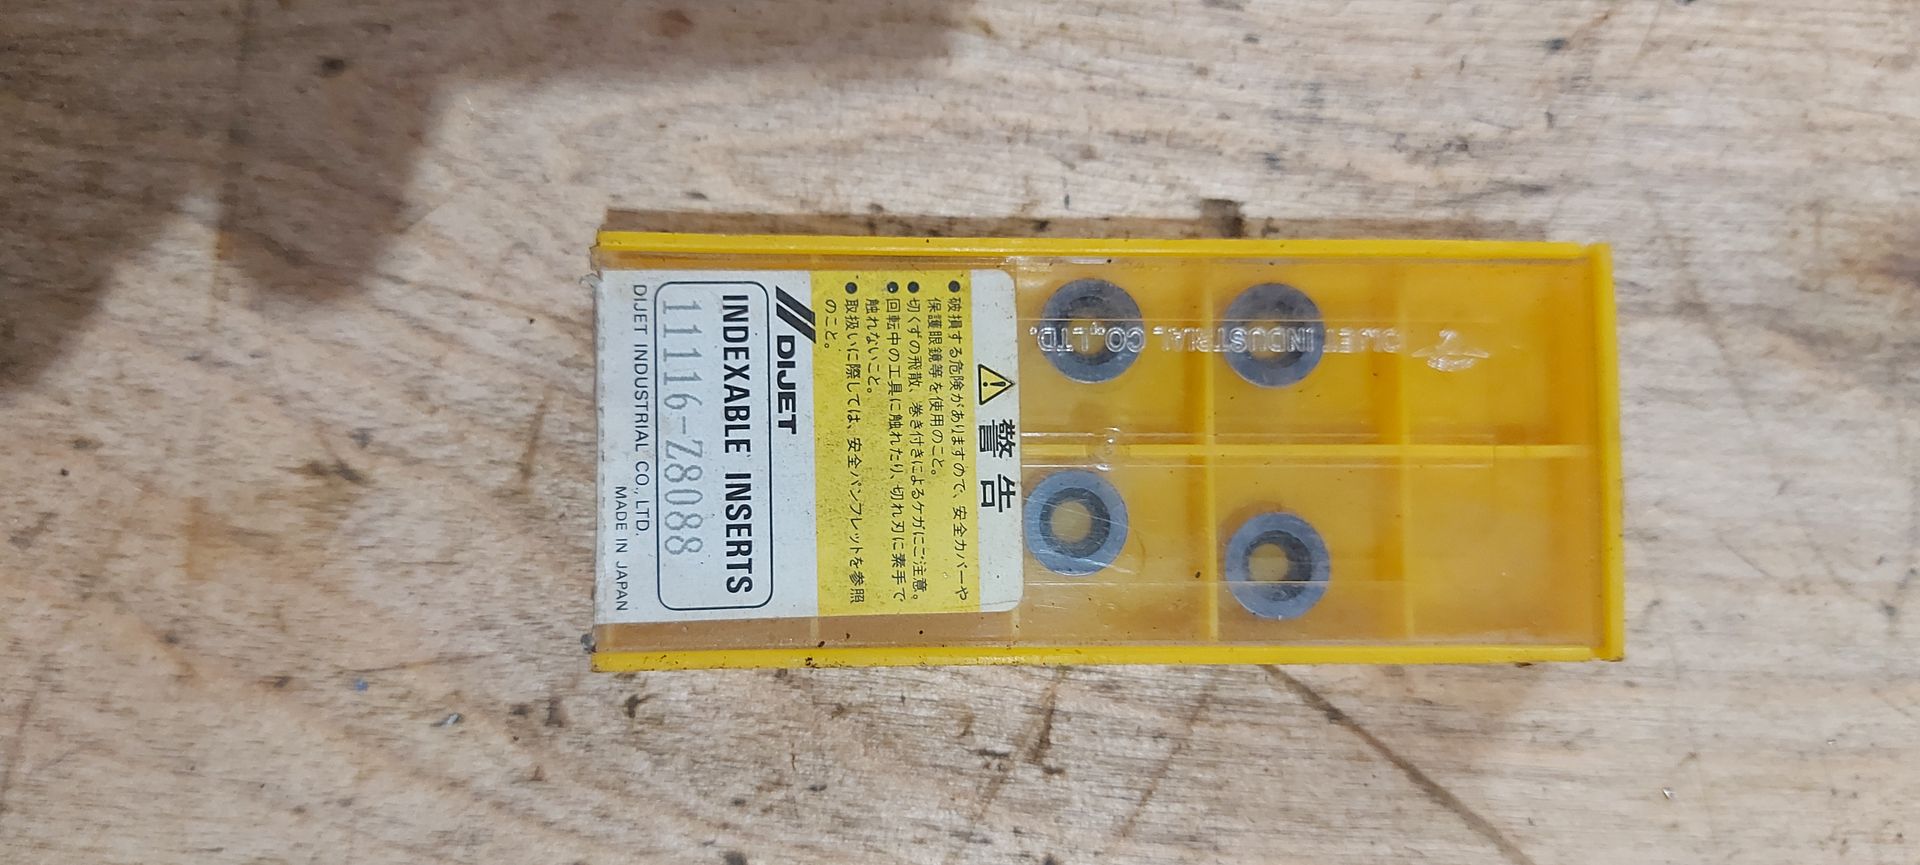 警告
●破損する危険がありますので、安全カバーや
保護眼鏡等を使用のこと。
●切くずの飛散、巻き付きによるケガにご注意。
●回転中の工具に触れたり、切れ刃に素手で
触れないこと。
●取扱いに際しては、安全パンフレットを参照
のこと。
DIJET
INDEXABLE INSERTS
11116-Z8088
DIJET INDUSTRIAL CO., LTD.
MADE IN JAPAN
DIJET INDUSTRIAL CO., LTD.